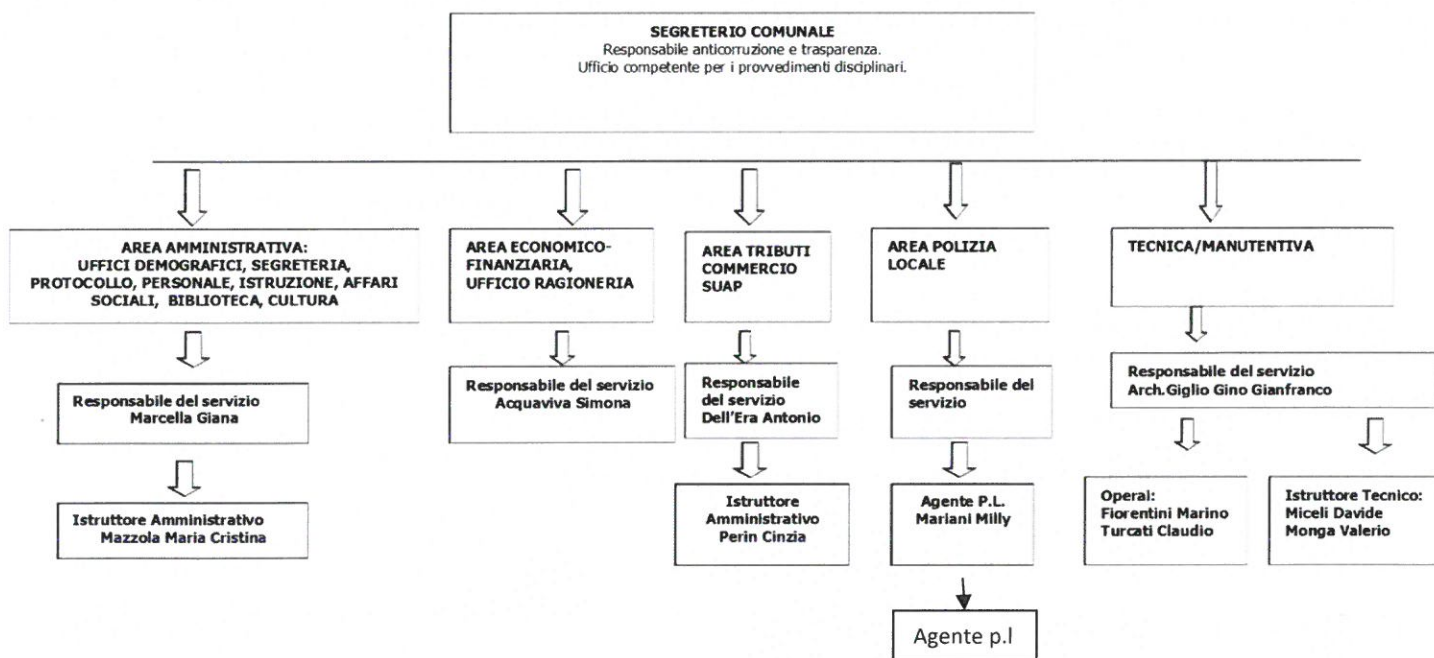 SEGRETERIO COMUNALE
Responsabile anticorruzione e trasparenza.
Ufficio competente per i provvedimenti disciplinari.
AREA AMMINISTRATIVA:
UFFICI DEMOGRAFICI, SEGRETERIA,
PROTOCOLLO, PERSONALE, ISTRUZIONE, AFFARI
SOCIALI, BIBLIOTECA, CULTURA
AREA ECONOMICO-
FINANZIARIA,
UFFICIO RAGIONERIA
AREA TRIBUTI
COMMERCIO
SUAP
AREA POLIZIA
LOCALE
TECNICA/MANUTENTIVA
Responsabile del servizio
Marcella Giana
Responsabile del servizio
Acquaviva Simona
Responsabile
del servizio
Dell'Era Antonio
Responsabile del
servizio
Responsabile del servizio
Arch.Giglio Gino Gianfranco
Istruttore Amministrativo
Mazzola Maria Cristina
Istruttore
Amministrativo
Perin Cinzia
Agente P.L.
Mariani Milly
Operai:
Fiorentini Marino
Turcati Claudio
Istruttore Tecnico:
Miceli Davide
Monga Valerio
Agente p.l